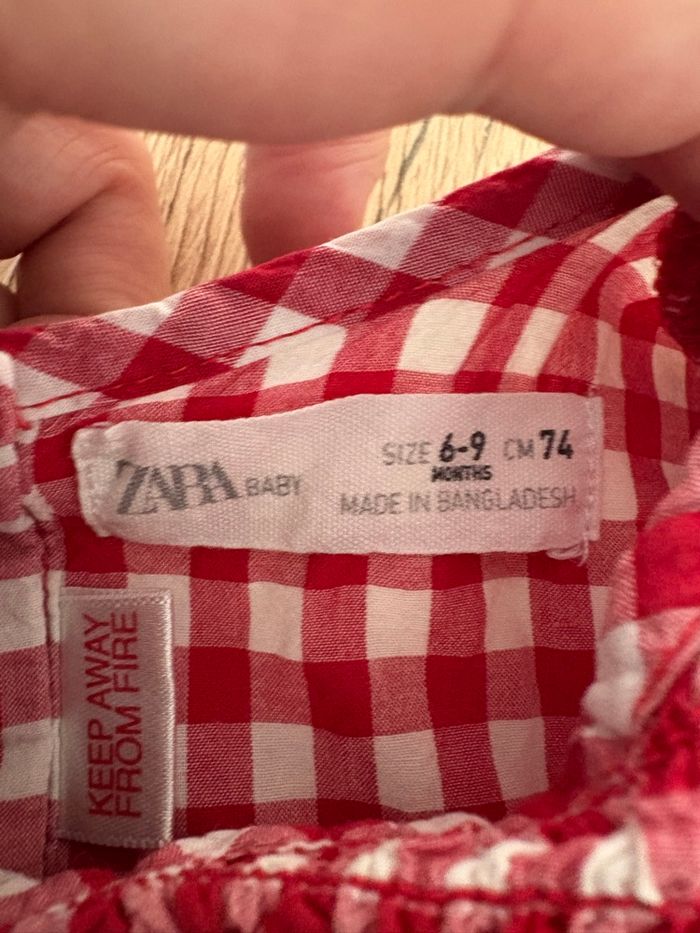 ZARA BABY
SIZE 6-9 CM 74
MONTHS
MADE IN BANGLADESH
KEEP AWAY
FROM FIRE